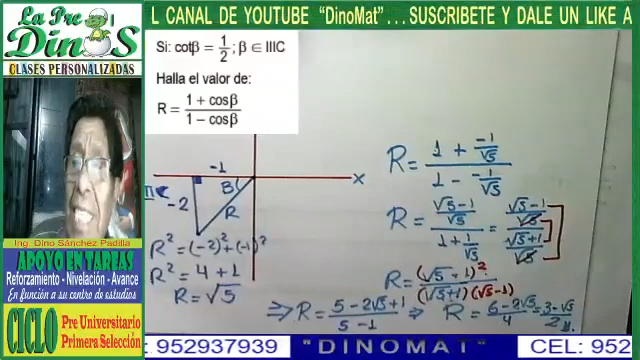 L CANAL DE YOUTUBE “DinoMat”... SUSCRIBETE Y DALE UN LIKE A
La Pre
DinoS
CLASES PERSONALIZADAS
Si: cotβ = 1/2 ; β ∈ IIIC
Halla el valor de:
R = (1 + cosβ)/(1 − cosβ)
-1
-2
B
R
x
R² = (-2)² + (-1)²
R² = 4 + 1
R = √5
R = (1 + -1/√5)/(1 - -1/√5)
R = ((√5-1)/√5)/(1 + 1/√5) = ((√5-1)/√5)/((√5+1)/√5)
R = (√5-1)²/(√5+1)(√5-1)
⇒ R = (5-2√5+1)/(5-1) ⇒ R = (6-2√5)/4 = (3-√5)/2
Ing. Dino Sánchez Padilla
APOYO EN TAREAS
Reforzamiento - Nivelación - Avance
En función a su centro de estudios
CICLO Pre Universitario
Primera Selección
: 952937939 "DINOMAT" CEL: 952